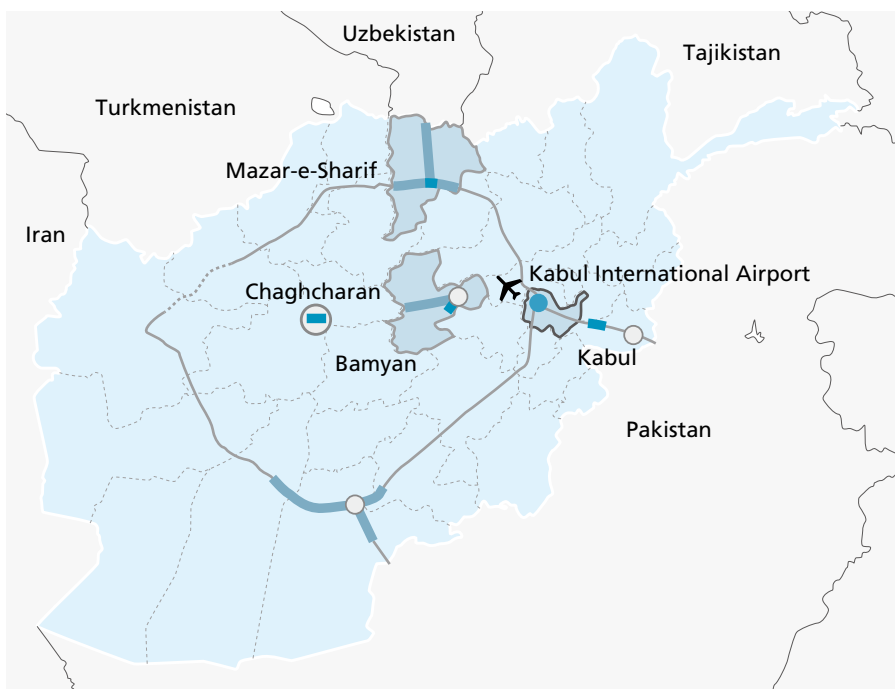 Uzbekistan
Tajikistan
Turkmenistan
Mazar-e-Sharif
Iran
Kabul International Airport
Chaghcharan
Kabul
Bamyan
Pakistan